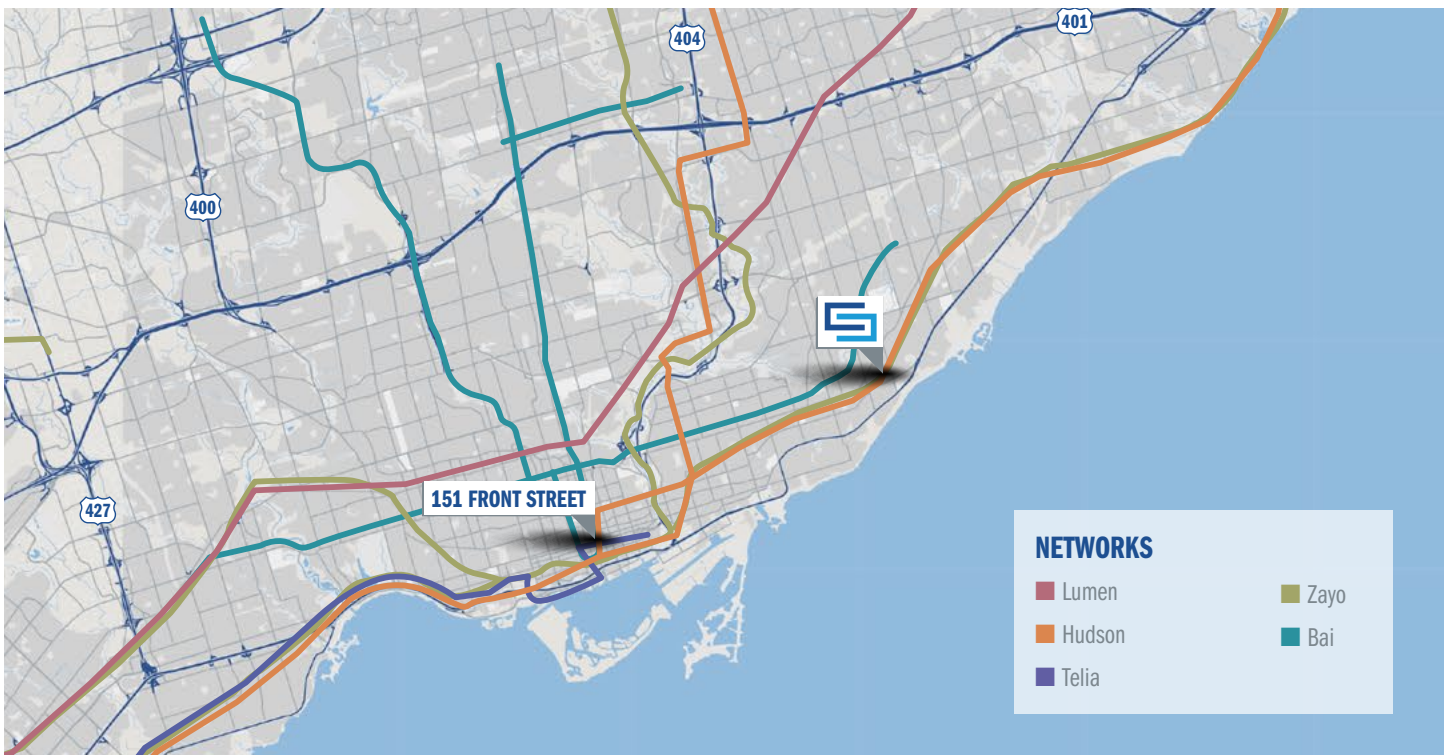 401
404
400
427
151 FRONT STREET
NETWORKS
Lumen
Hudson
Telia
Zayo
Bai